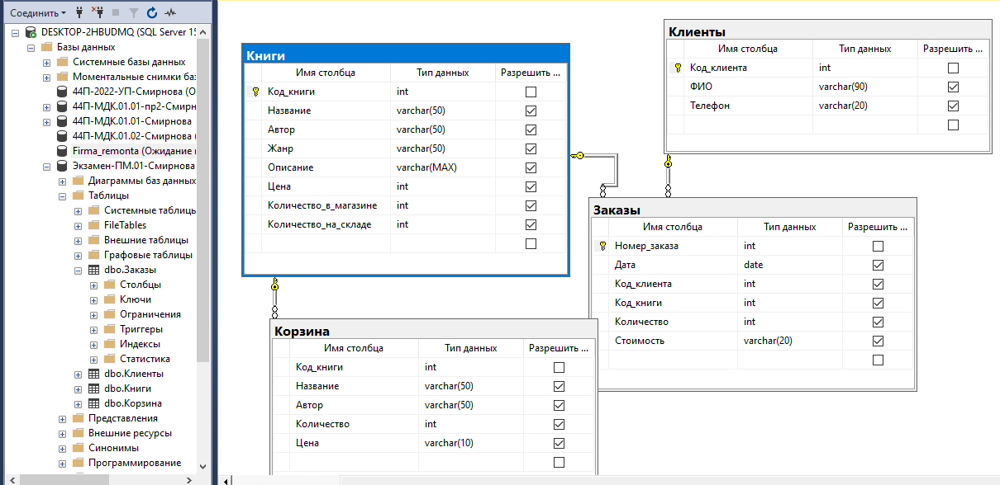 Соединить
DESKTOP-2HBUDMQ (SQL Server 15
Базы данных
Системные базы данных
Моментальные снимки баз
44П-2022-УП-Смирнова (О
44П-МДК.01.01-пр2-Смирн
44П-МДК.01.01-Смирнова
44П-МДК.01.02-Смирнова (
Firma_remonta (Ожидание
Экзамен-ПМ.01-Смирнова
Диаграммы баз данных
Таблицы
Системные таблицы
FileTables
Внешние таблицы
Графовые таблицы
dbo.Заказы
Столбцы
Ключи
Ограничения
Триггеры
Индексы
Статистика
dbo.Клиенты
dbo.Книги
dbo.Корзина
Представления
Внешние ресурсы
Синонимы
Программирование
Книги
Имя столбца Тип данных Разрешить ...
Код_книги int
Название varchar(50)
Автор varchar(50)
Жанр varchar(50)
Описание varchar(MAX)
Цена int
Количество_в_магазине int
Количество_на_складе int
Клиенты
Имя столбца Тип данных Разрешить ...
Код_клиента int
ФИО varchar(90)
Телефон varchar(20)
Заказы
Имя столбца Тип данных Разрешить ...
Номер_заказа int
Дата date
Код_клиента int
Код_книги int
Количество int
Стоимость varchar(20)
Корзина
Имя столбца Тип данных Разрешить ...
Код_книги int
Название varchar(50)
Автор varchar(50)
Количество int
Цена varchar(10)